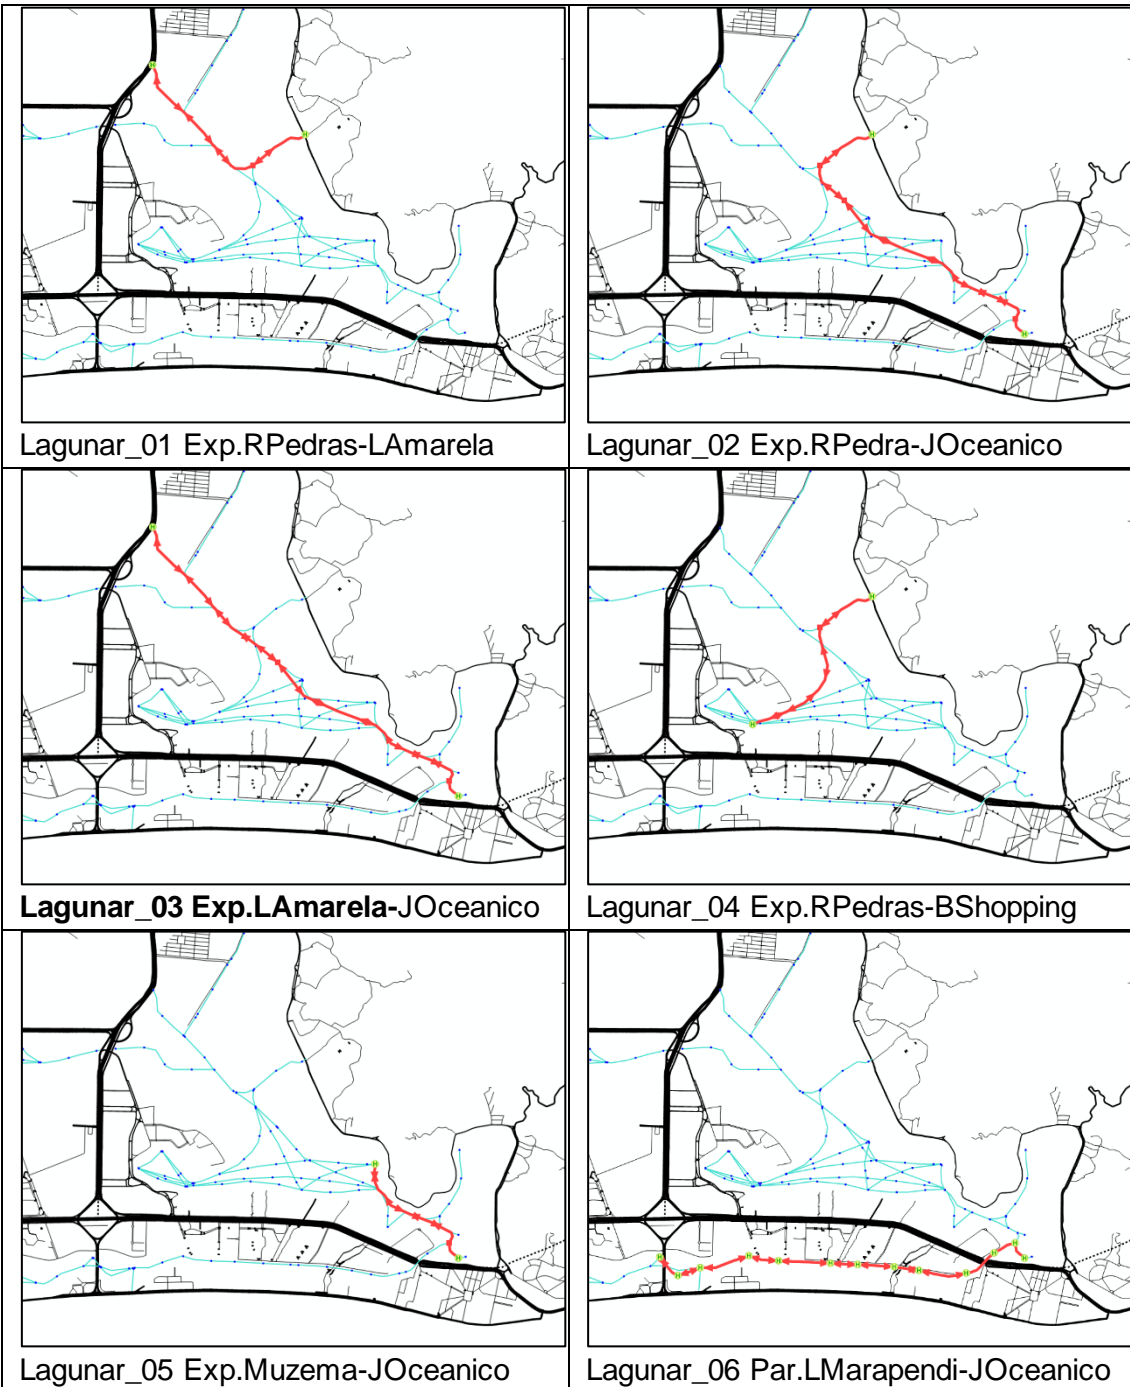 Lagunar_01 Exp.RPedras-LAmarela
Lagunar_02 Exp.RPedra-JOceanico
Lagunar_03 Exp.LAmarela-JOceanico
Lagunar_04 Exp.RPedras-BShopping
Lagunar_05 Exp.Muzema-JOceanico
Lagunar_06 Par.LMarapendi-JOceanico